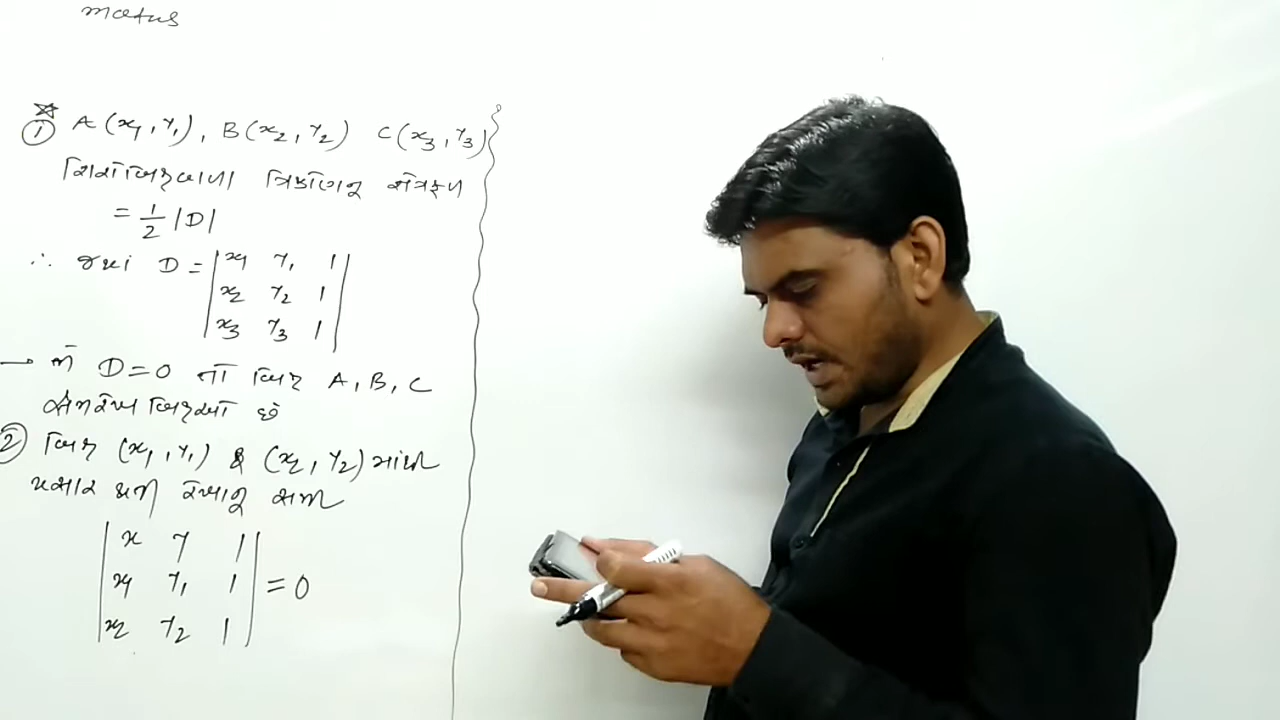 ① A(x₁, y₁), B(x₂, y₂) C(x₃, y₃)
શિરોબિંદુવાળા ત્રિકોણનું ક્ષેત્રફળ
= 1/2 |D|
∴ જ્યાં D = | x₁ y₁ 1 |
| x₂ y₂ 1 |
| x₃ y₃ 1 |
→ જો D = 0 તો બિંદુ A, B, C
સમરેખ બિંદુઓ છે
② બિંદુ (x₁, y₁) & (x₂, y₂) માંથી
પસાર થતી રેખાનું સમી
| x y 1 |
| x₁ y₁ 1 | = 0
| x₂ y₂ 1 |